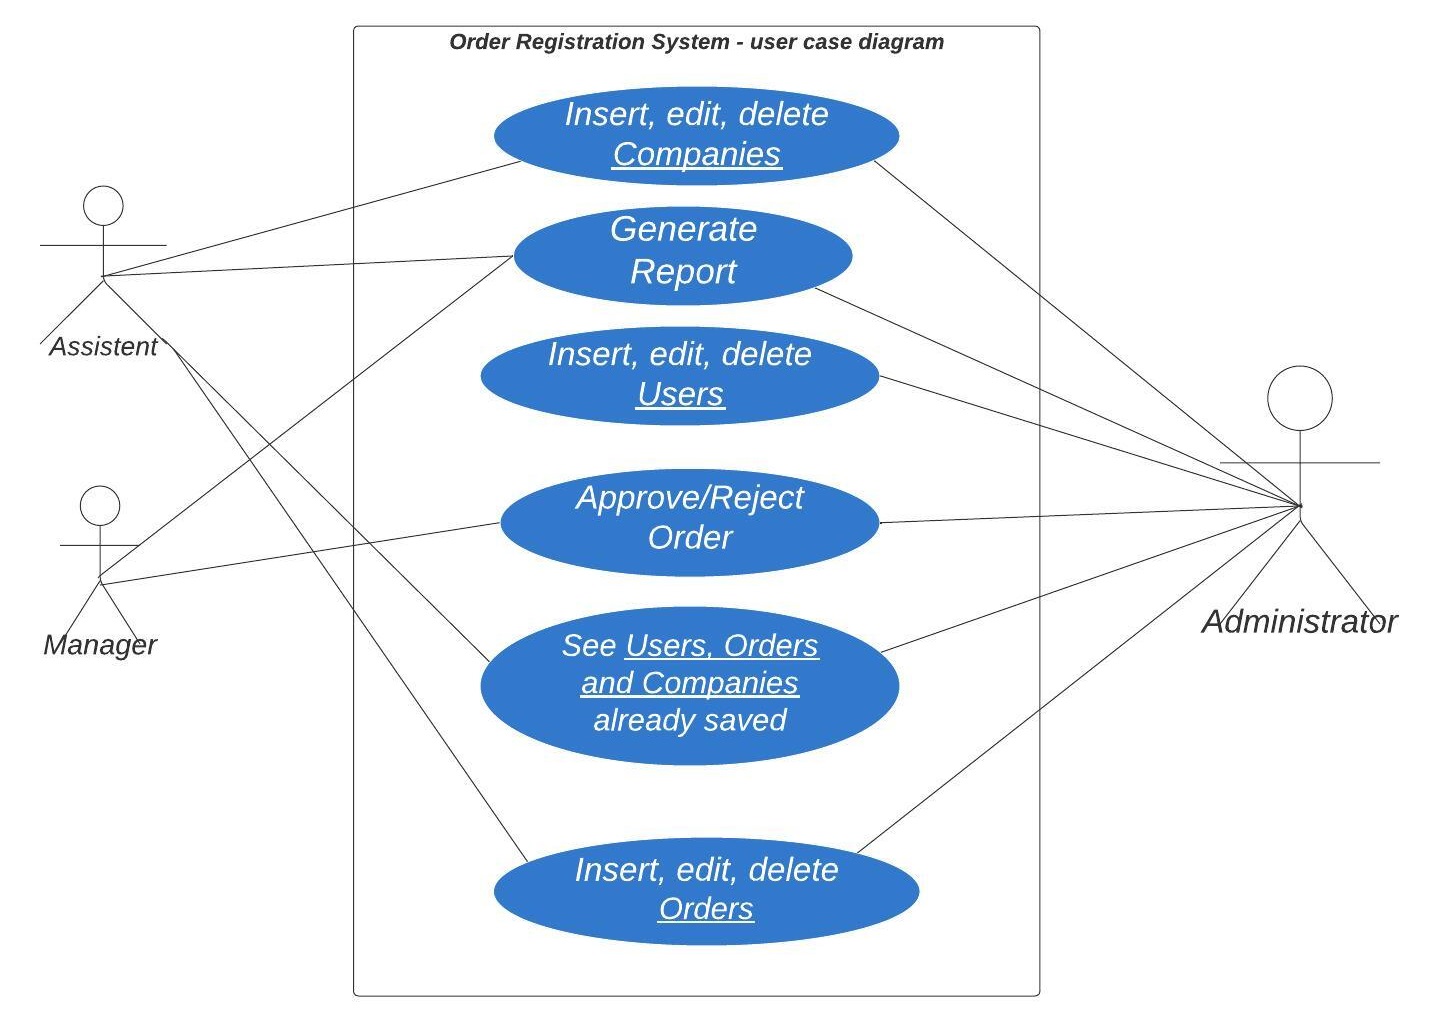 Order Registration System - user case diagram
Insert, edit, delete
Companies
Generate
Report
Insert, edit, delete
Users
Assistent
Approve/Reject
Order
Manager
Administrator
See Users, Orders
and Companies
already saved
Insert, edit, delete
Orders